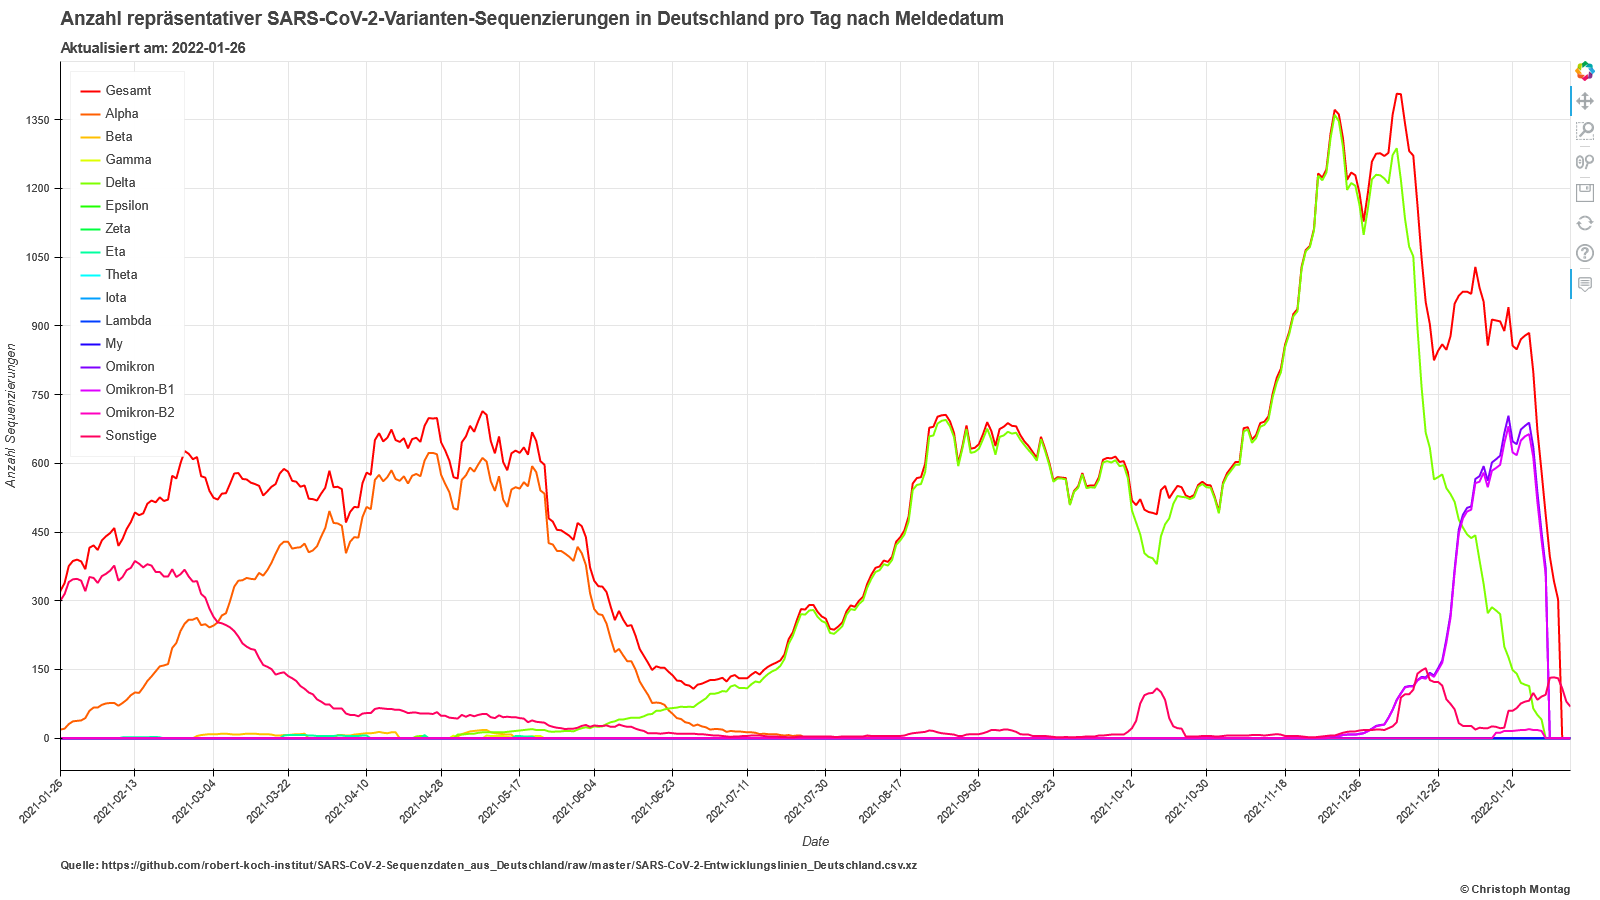 Anzahl repräsentativer SARS-CoV-2-Varianten-Sequenzierungen in Deutschland pro Tag nach Meldedatum
Aktualisiert am: 2022-01-26
Gesamt
Alpha
Beta
Gamma
Delta
Epsilon
Zeta
Eta
Theta
Iota
Lambda
My
Omikron
Omikron-B1
Omikron-B2
Sonstige
Anzahl Sequenzierungen
1350
1200
1050
900
750
600
450
300
150
0
2021-01-26
2021-02-13
2021-03-04
2021-03-22
2021-04-10
2021-04-28
2021-05-17
2021-06-04
2021-06-23
2021-07-11
2021-07-30
2021-08-17
2021-09-05
2021-09-23
2021-10-12
2021-10-30
2021-11-18
2021-12-06
2021-12-25
2022-01-12
Date
Quelle: https://github.com/robert-koch-institut/SARS-CoV-2-Sequenzdaten_aus_Deutschland/raw/master/SARS-CoV-2-Entwicklungslinien_Deutschland.csv.xz
© Christoph Montag